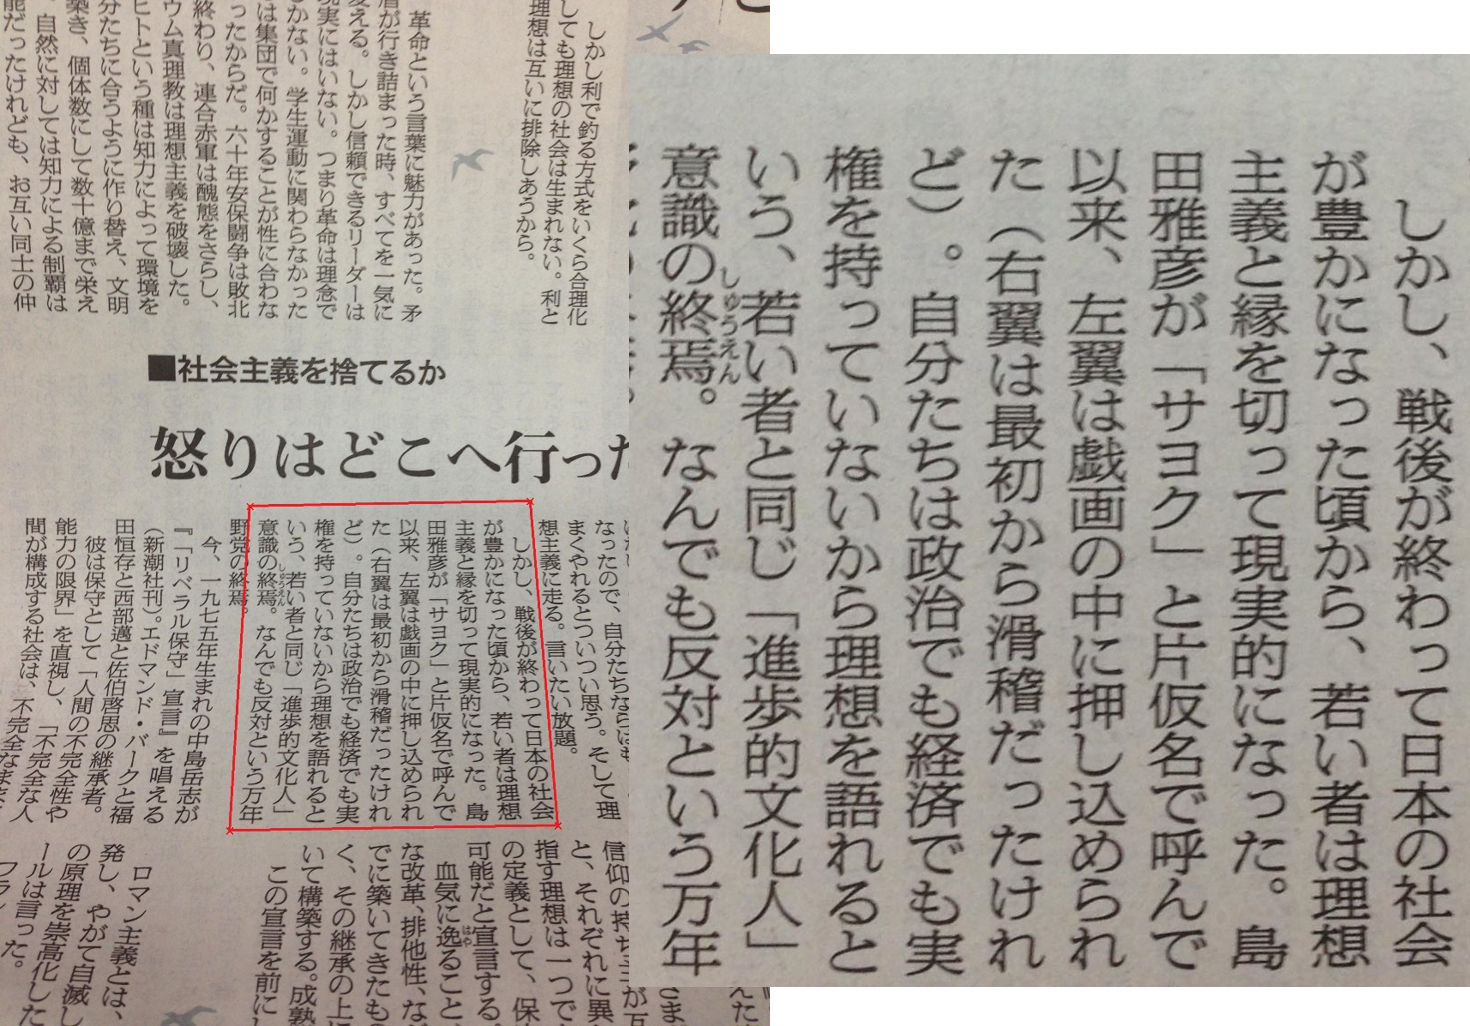 しかし利で釣る方式をいくら合理化
しても理想の社会は生まれない。利と
理想は互いに排除しあうから。
革命という言葉に魅力があった。矛
盾が行き詰まった時、すべてを一気に
変える。しかし信頼できるリーダーは
現実にはいない。つまり革命は理念で
しかない。学生運動に関わらなかった
は集団で何かすることが性に合わな
ったからだ。六十年安保闘争は敗北
終わり、連合赤軍は醜態をさらし、
ウム真理教は理想主義を破壊した。
ヒトという種は知力によって環境を
分たちに合うように作り替え、文明
築き、個体数にして数十億まで栄え
自然に対しては知力による制覇は
能だったけれども、お互い同士の仲
■社会主義を捨てるか
怒りはどこへ行った
なったので、自分たちならにも
まくやれるとついつい思う。そして理
想主義に走る。言いたい放題。
しかし、戦後が終わって日本の社会
が豊かになった頃から、若い者は理想
主義と縁を切って現実的になった。島
田雅彦が「サヨク」と片仮名で呼んで
以来、左翼は戯画の中に押し込められ
た（右翼は最初から滑稽だったけれ
ど）。自分たちは政治でも経済でも実
権を持っていないから理想を語れると
いう、若い者と同じ「進歩的文化人」
意識の終焉。なんでも反対という万年
しゅうえん
野党の終焉。
今、一九七五年生まれの中島岳志が
『「リベラル保守」宣言』を唱える
（新潮社刊）。エドマンド・バークと福
田恒存と西部邁と佐伯啓思の継承者。
彼は保守として「人間の不完全性や
能力の限界」を直視し、「不完全な人
間が構成する社会は、不完全なまま
信仰の持ち主
と、それぞれに異
指す理想は一つで
の定義として、保
可能だと宣言する
血気に逸ること、
はや
な改革、排他性、な
でに築いてきたもの
く、その継承の上に
いて構築する。成熟
この宣言を前にし
ロマン主義とは、
発し、やがて自滅し
の原理を崇高化した
ールは言った。
フラン
しかし、戦後が終わって日本の社会
が豊かになった頃から、若い者は理想
主義と縁を切って現実的になった。島
田雅彦が「サヨク」と片仮名で呼んで
以来、左翼は戯画の中に押し込められ
た（右翼は最初から滑稽だったけれ
ど）。自分たちは政治でも経済でも実
権を持っていないから理想を語れると
いう、若い者と同じ「進歩的文化人」
意識の終焉。なんでも反対という万年
しゅうえん